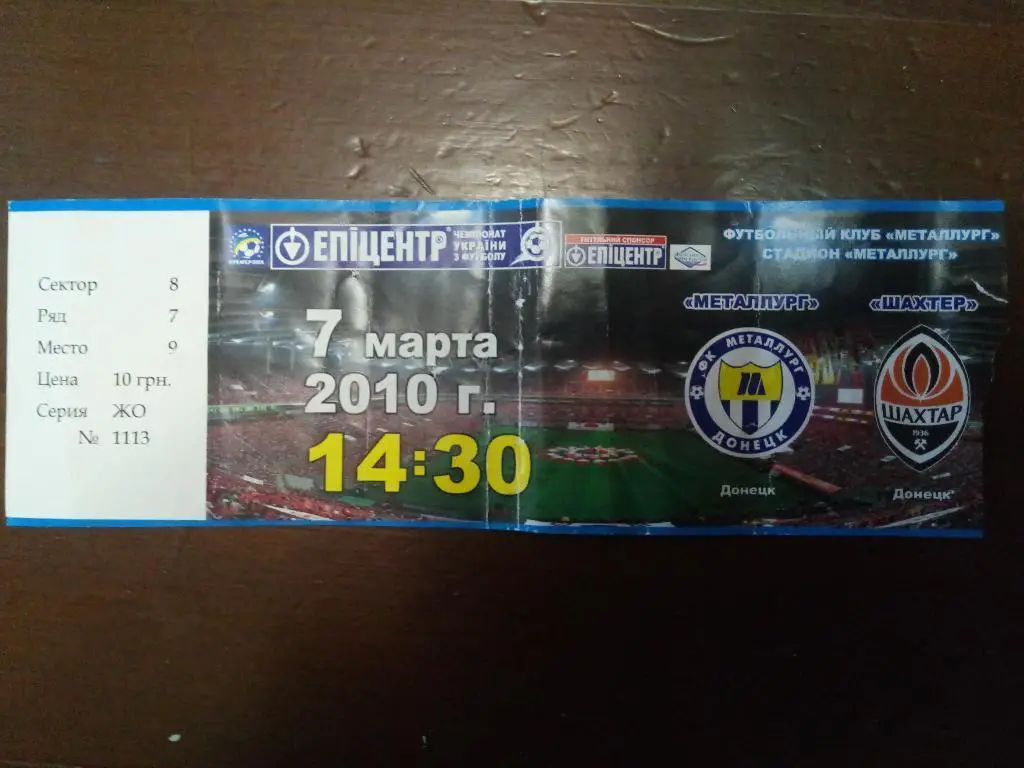 Сектор 8
Ряд 7
Место 9
Цена 10 грн.
Серия ЖО
№ 1113
ЕПІЦЕНТР
ЧЕМПІОНАТ
УКРАЇНИ
З ФУТБОЛУ
ТИТУЛЬНИЙ СПОНСОР
ЕПІЦЕНТР
7 марта
2010 г.
14:30
ФУТБОЛЬНЫЙ КЛУБ «МЕТАЛЛУРГ»
СТАДИОН «МЕТАЛЛУРГ»
«МЕТАЛЛУРГ»
ФК МЕТАЛЛУРГ
ДОНЕЦК
Донецк
«ШАХТЕР»
ШАХТАР
1936
Донецк